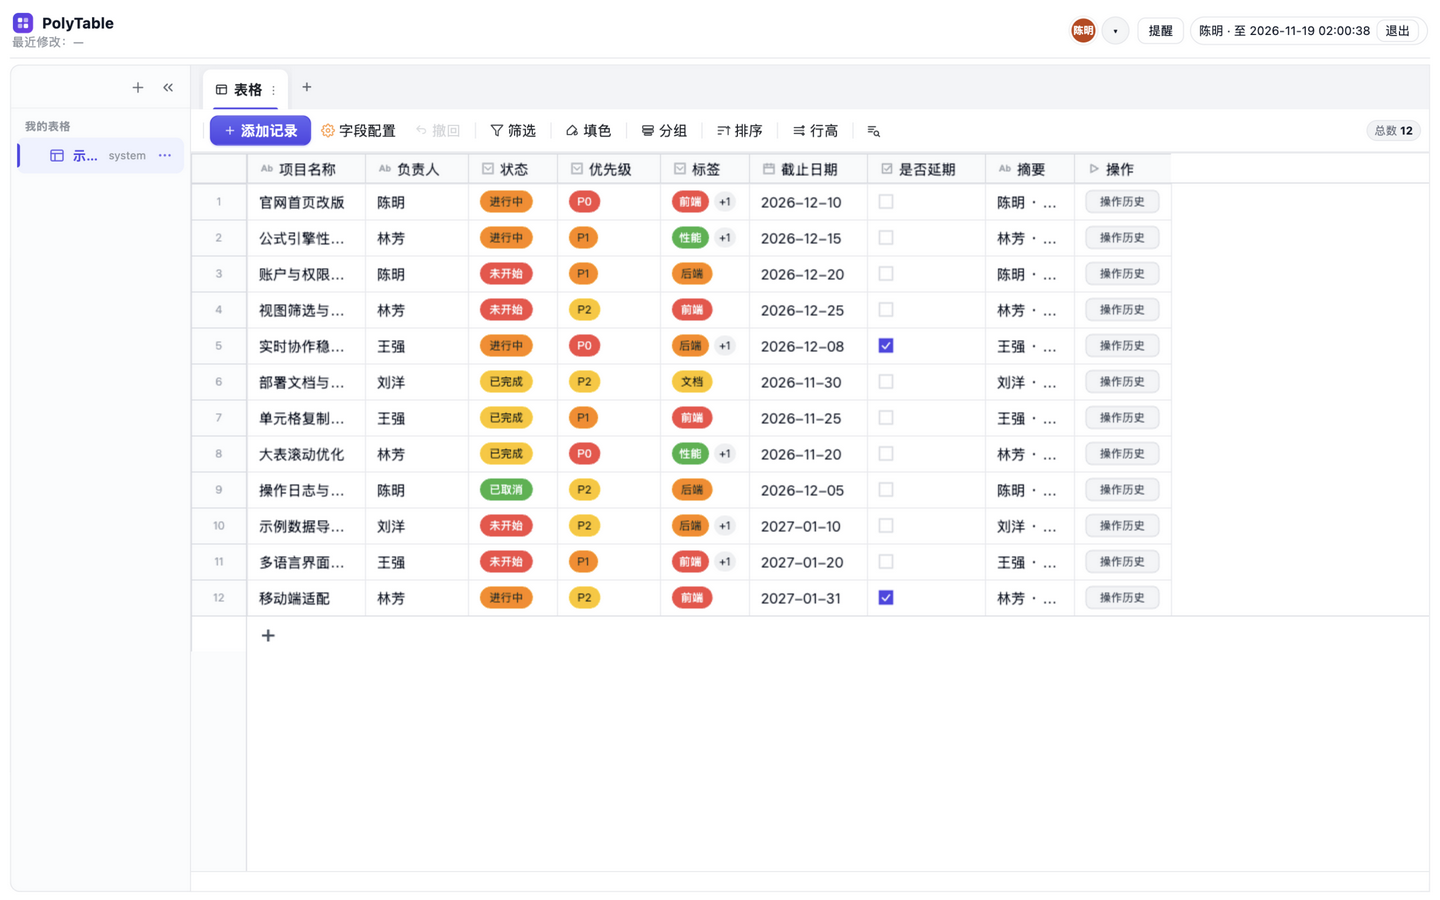 PolyTable
最近修改：—
陈明
提醒
陈明 · 至 2026-11-19 02:00:38 退出
我的表格
示... system
表格
添加记录 字段配置 撤回 筛选 填色 分组 排序 行高 总数 12
Ab 项目名称 Ab 负责人 状态 优先级 标签 截止日期 是否延期 Ab 摘要 操作
1 官网首页改版 陈明 进行中 P0 前端 +1 2026-12-10 陈明 · ... 操作历史
2 公式引擎性... 林芳 进行中 P1 性能 +1 2026-12-15 林芳 · ... 操作历史
3 账户与权限... 陈明 未开始 P1 后端 2026-12-20 陈明 · ... 操作历史
4 视图筛选与... 林芳 未开始 P2 前端 2026-12-25 林芳 · ... 操作历史
5 实时协作稳... 王强 进行中 P0 后端 +1 2026-12-08 王强 · ... 操作历史
6 部署文档与... 刘洋 已完成 P2 文档 2026-11-30 刘洋 · ... 操作历史
7 单元格复制... 王强 已完成 P1 前端 2026-11-25 王强 · ... 操作历史
8 大表滚动优化 林芳 已完成 P0 性能 +1 2026-11-20 林芳 · ... 操作历史
9 操作日志与... 陈明 已取消 P2 后端 2026-12-05 陈明 · ... 操作历史
10 示例数据导... 刘洋 未开始 P2 后端 +1 2027-01-10 刘洋 · ... 操作历史
11 多语言界面... 王强 未开始 P1 前端 +1 2027-01-20 王强 · ... 操作历史
12 移动端适配 林芳 进行中 P2 前端 2027-01-31 林芳 · ... 操作历史